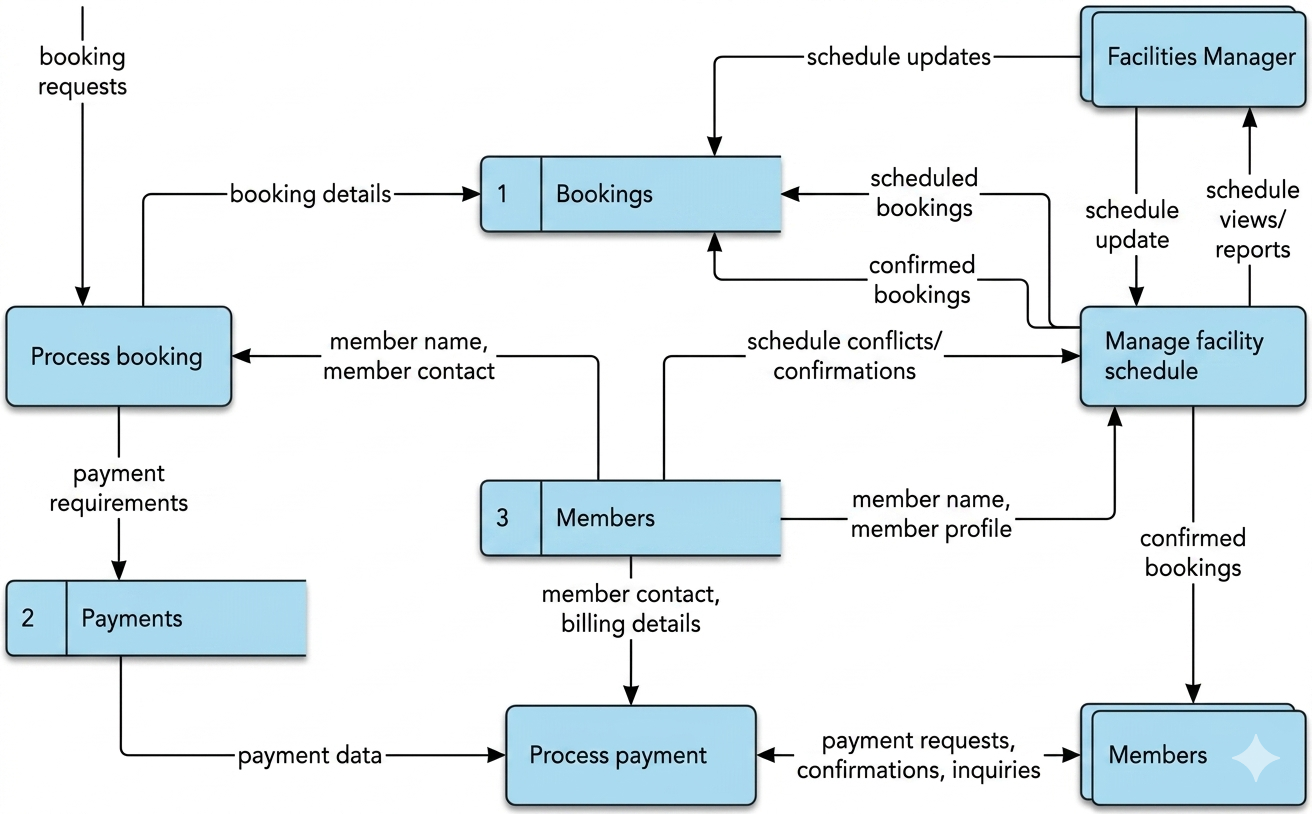 booking
requests
schedule updates
Facilities Manager
booking details
1
Bookings
scheduled
bookings
schedule
update
schedule
views/
reports
confirmed
bookings
Process booking
member name,
member contact
schedule conflicts/
confirmations
Manage facility
schedule
payment
requirements
3
Members
member name,
member profile
confirmed
bookings
2
Payments
member contact,
billing details
payment data
Process payment
payment requests,
confirmations, inquiries
Members